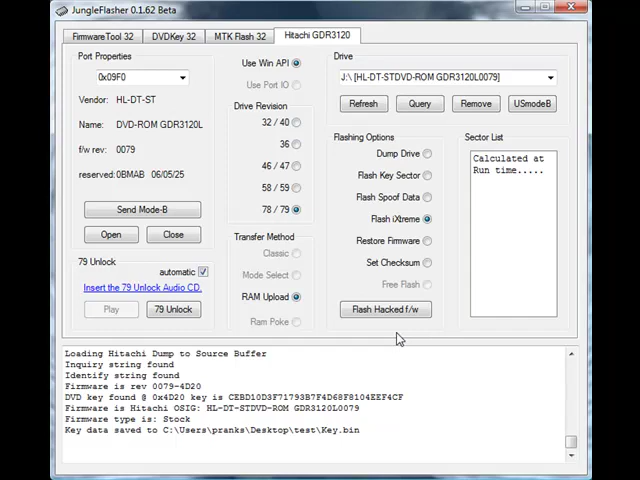 JungleFlasher 0.1.62 Beta
FirmwareTool 32
DVDKey 32
MTK Flash 32
Hitachi GDR3120
Port Properties
0x09F0
Vendor: HL-DT-ST
Name: DVD-ROM GDR3120L
f/w rev: 0079
reserved:0BMAB 06/05/25
Send Mode-B
Open
Close
79 Unlock
automatic
Insert the 79 Unlock Audio CD.
Play
79 Unlock
Use Win API
Use Port IO
Drive Revision
32 / 40
36
46 / 47
58 / 59
78 / 79
Transfer Method
Classic
Mode Select
RAM Upload
Ram Poke
Drive
J:\ [HL-DT-STDVD-ROM GDR3120L0079]
Refresh
Query
Remove
USmodeB
Flashing Options
Dump Drive
Flash Key Sector
Flash Spoof Data
Flash iXtreme
Restore Firmware
Set Checksum
Free Flash
Flash Hacked f/w
Sector List
Calculated at
Run time.....
Loading Hitachi Dump to Source Buffer
Inquiry string found
Identify string found
Firmware is rev 0079-4D20
DVD key found @ 0x4D20 key is CEBD10D3F71793B7F4D68F8104EEF4CF
Firmware is Hitachi OSIG: HL-DT-STDVD-ROM GDR3120L0079
Firmware type is: Stock
Key data saved to C:\Users\pranks\Desktop\test\Key.bin